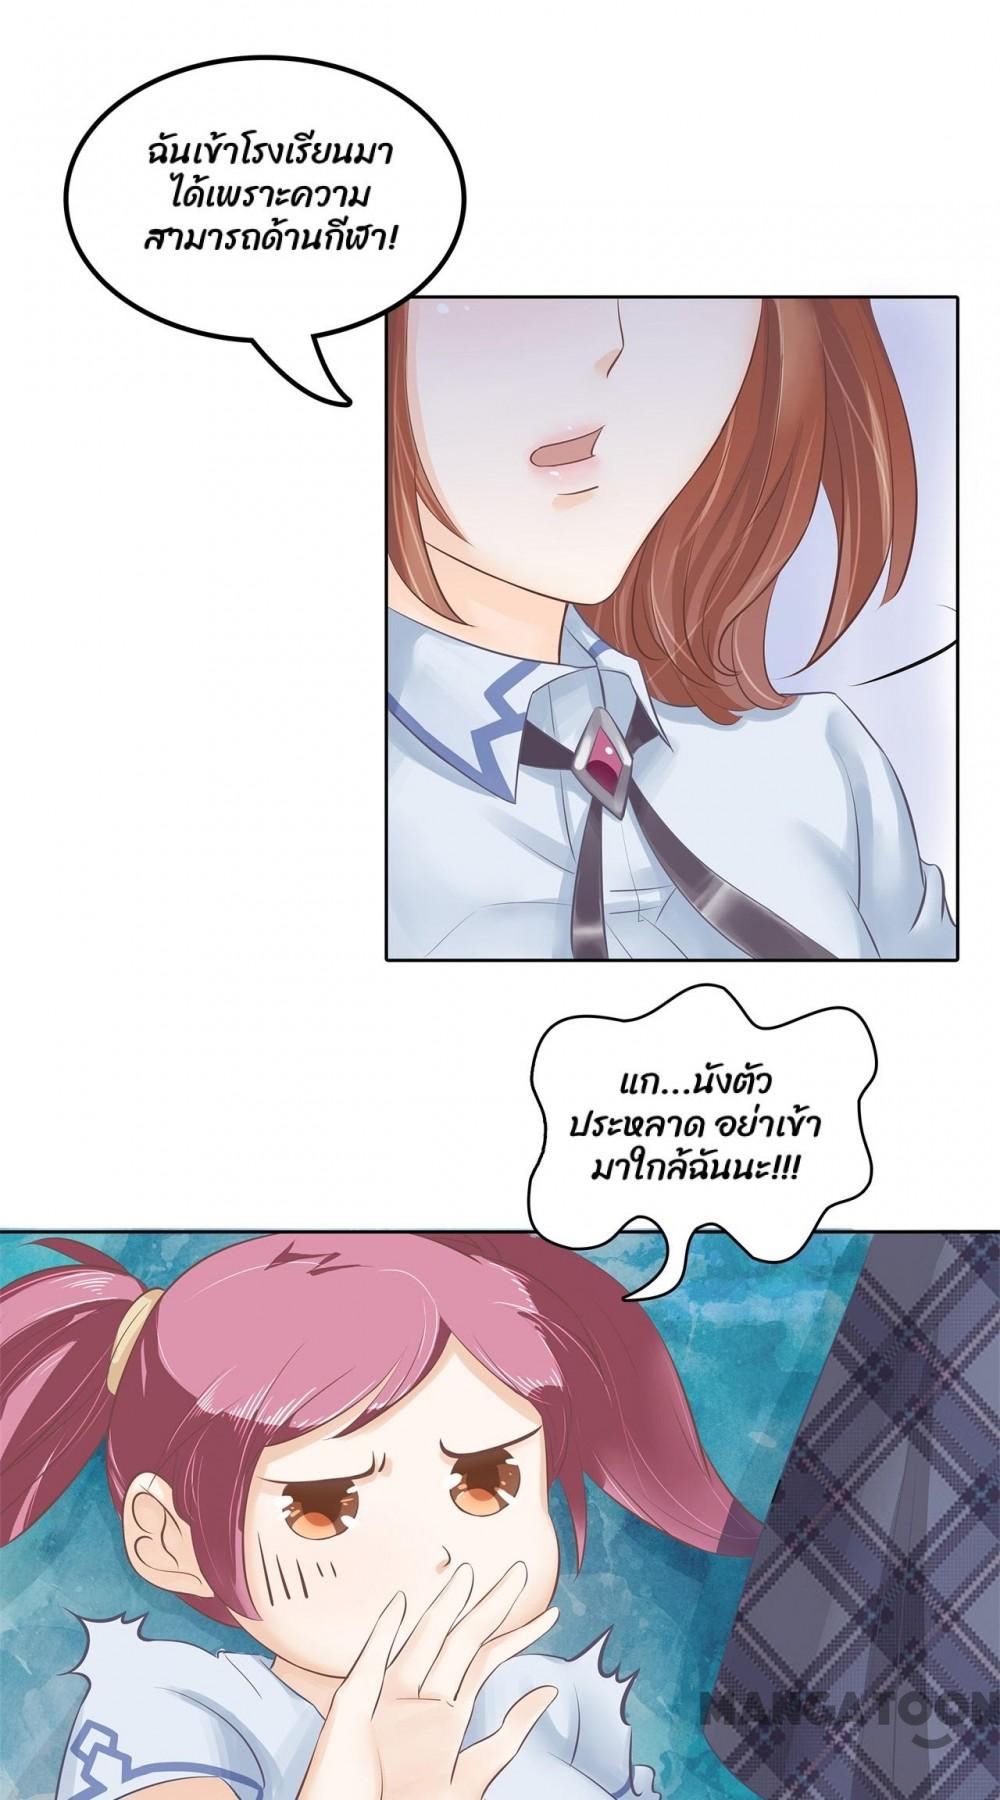 ฉันเข้าโรงเรียนมา
ได้เพราะความ
สามารถด้านกีฬา!
แก...นังตัว
ประหลาด อย่าเข้า
มาใกล้ฉันนะ!!!
MANGATOON